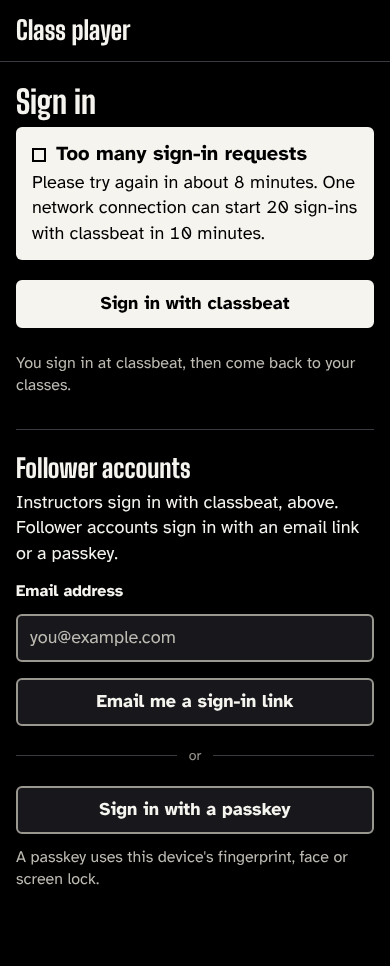 Class player
Sign in
Too many sign-in requests
Please try again in about 8 minutes. One
network connection can start 20 sign-ins
with classbeat in 10 minutes.
Sign in with classbeat
You sign in at classbeat, then come back to your
classes.
Follower accounts
Instructors sign in with classbeat, above.
Follower accounts sign in with an email link
or a passkey.
Email address
you@example.com
Email me a sign-in link
or
Sign in with a passkey
A passkey uses this device's fingerprint, face or
screen lock.